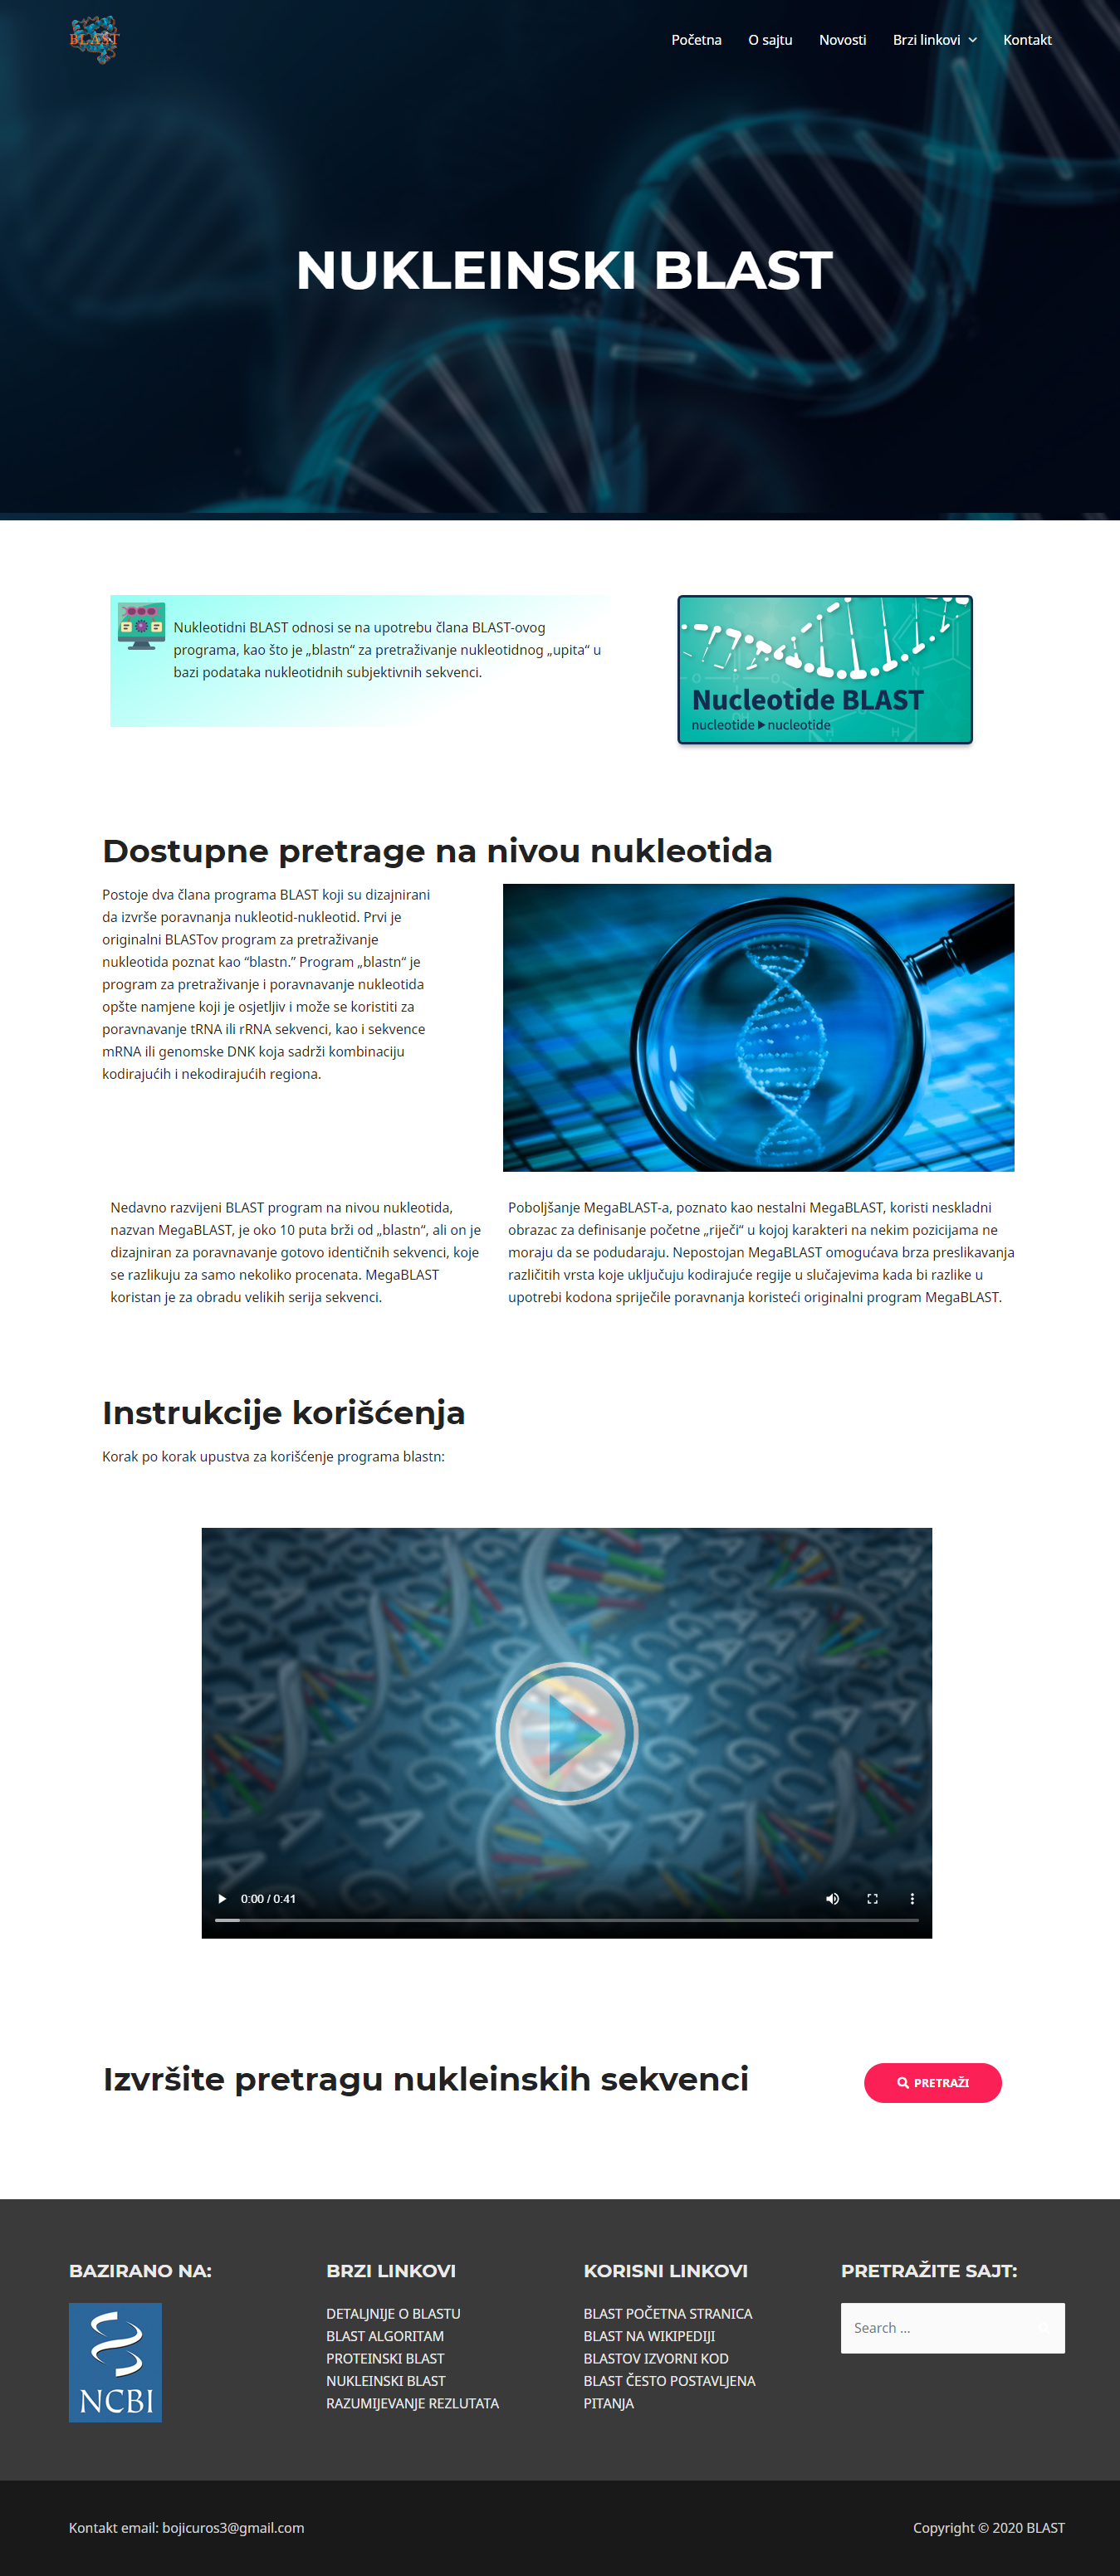 BLAST
Početna
O sajtu
Novosti
Brzi linkovi
Kontakt
NUKLEINSKI BLAST
Nukleotidni BLAST odnosi se na upotrebu člana BLAST-ovog
programa, kao što je „blastn“ za pretraživanje nukleotidnog „upita“ u
bazi podataka nukleotidnih subjektivnih sekvenci.
Nucleotide BLAST
nucleotide▶nucleotide
Dostupne pretrage na nivou nukleotida
Postoje dva člana programa BLAST koji su dizajnirani
da izvrše poravnanja nukleotid-nukleotid. Prvi je
originalni BLASTov program za pretraživanje
nukleotida poznat kao “blastn.” Program „blastn“ je
program za pretraživanje i poravnavanje nukleotida
opšte namjene koji je osjetljiv i može se koristiti za
poravnavanje tRNA ili rRNA sekvenci, kao i sekvence
mRNA ili genomske DNK koja sadrži kombinaciju
kodirajućih i nekodirajućih regiona.
Nedavno razvijeni BLAST program na nivou nukleotida,
nazvan MegaBLAST, je oko 10 puta brži od „blastn“, ali on je
dizajniran za poravnavanje gotovo identičnih sekvenci, koje
se razlikuju za samo nekoliko procenata. MegaBLAST
koristan je za obradu velikih serija sekvenci.
Poboljšanje MegaBLAST-a, poznato kao nestalni MegaBLAST, koristi neskladni
obrazac za definisanje početne „riječi“ u kojoj karakteri na nekim pozicijama ne
moraju da se podudaraju. Nepostojan MegaBLAST omogućava brza preslikavanja
različitih vrsta koje uključuju kodirajuće regije u slučajevima kada bi razlike u
upotrebi kodona spriječile poravnanja koristeći originalni program MegaBLAST.
Instrukcije korišćenja
Korak po korak upustva za korišćenje programa blastn:
0:00 / 0:41
Izvršite pretragu nukleinskih sekvenci
PRETRAŽI
BAZIRANO NA:
NCBI
BRZI LINKOVI
DETALJNIJE O BLASTU
BLAST ALGORITAM
PROTEINSKI BLAST
NUKLEINSKI BLAST
RAZUMIJEVANJE REZLUTATA
KORISNI LINKOVI
BLAST POČETNA STRANICA
BLAST NA WIKIPEDIJI
BLASTOV IZVORNI KOD
BLAST ČESTO POSTAVLJENA
PITANJA
PRETRAŽITE SAJT:
Search ...
Kontakt email: bojicuros3@gmail.com
Copyright © 2020 BLAST